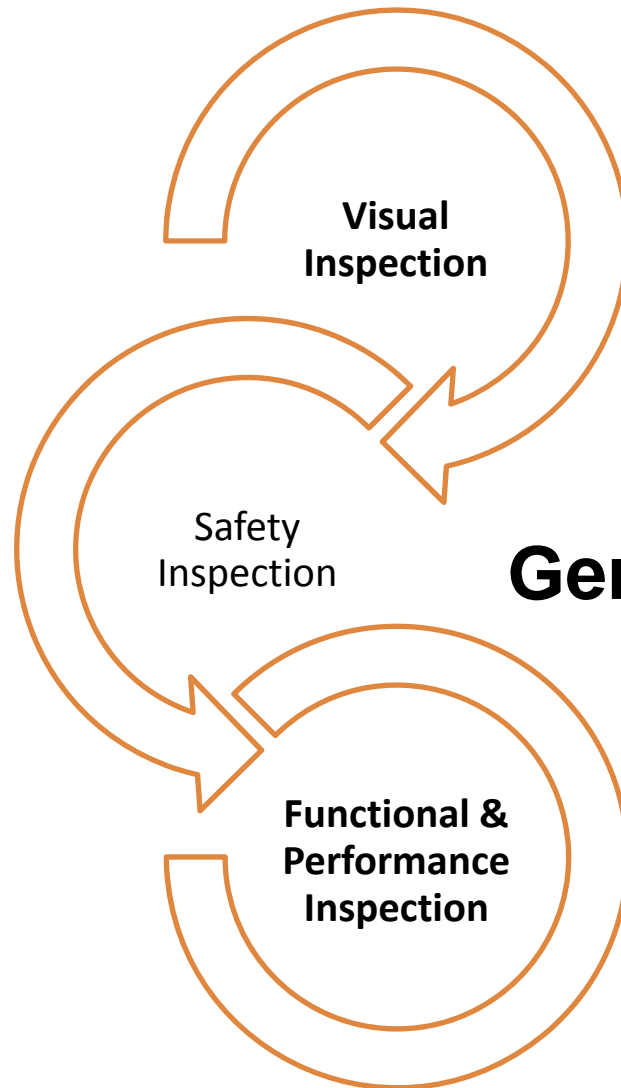 Visual
Inspection
Safety
Inspection
Functional &
Performance
Inspection